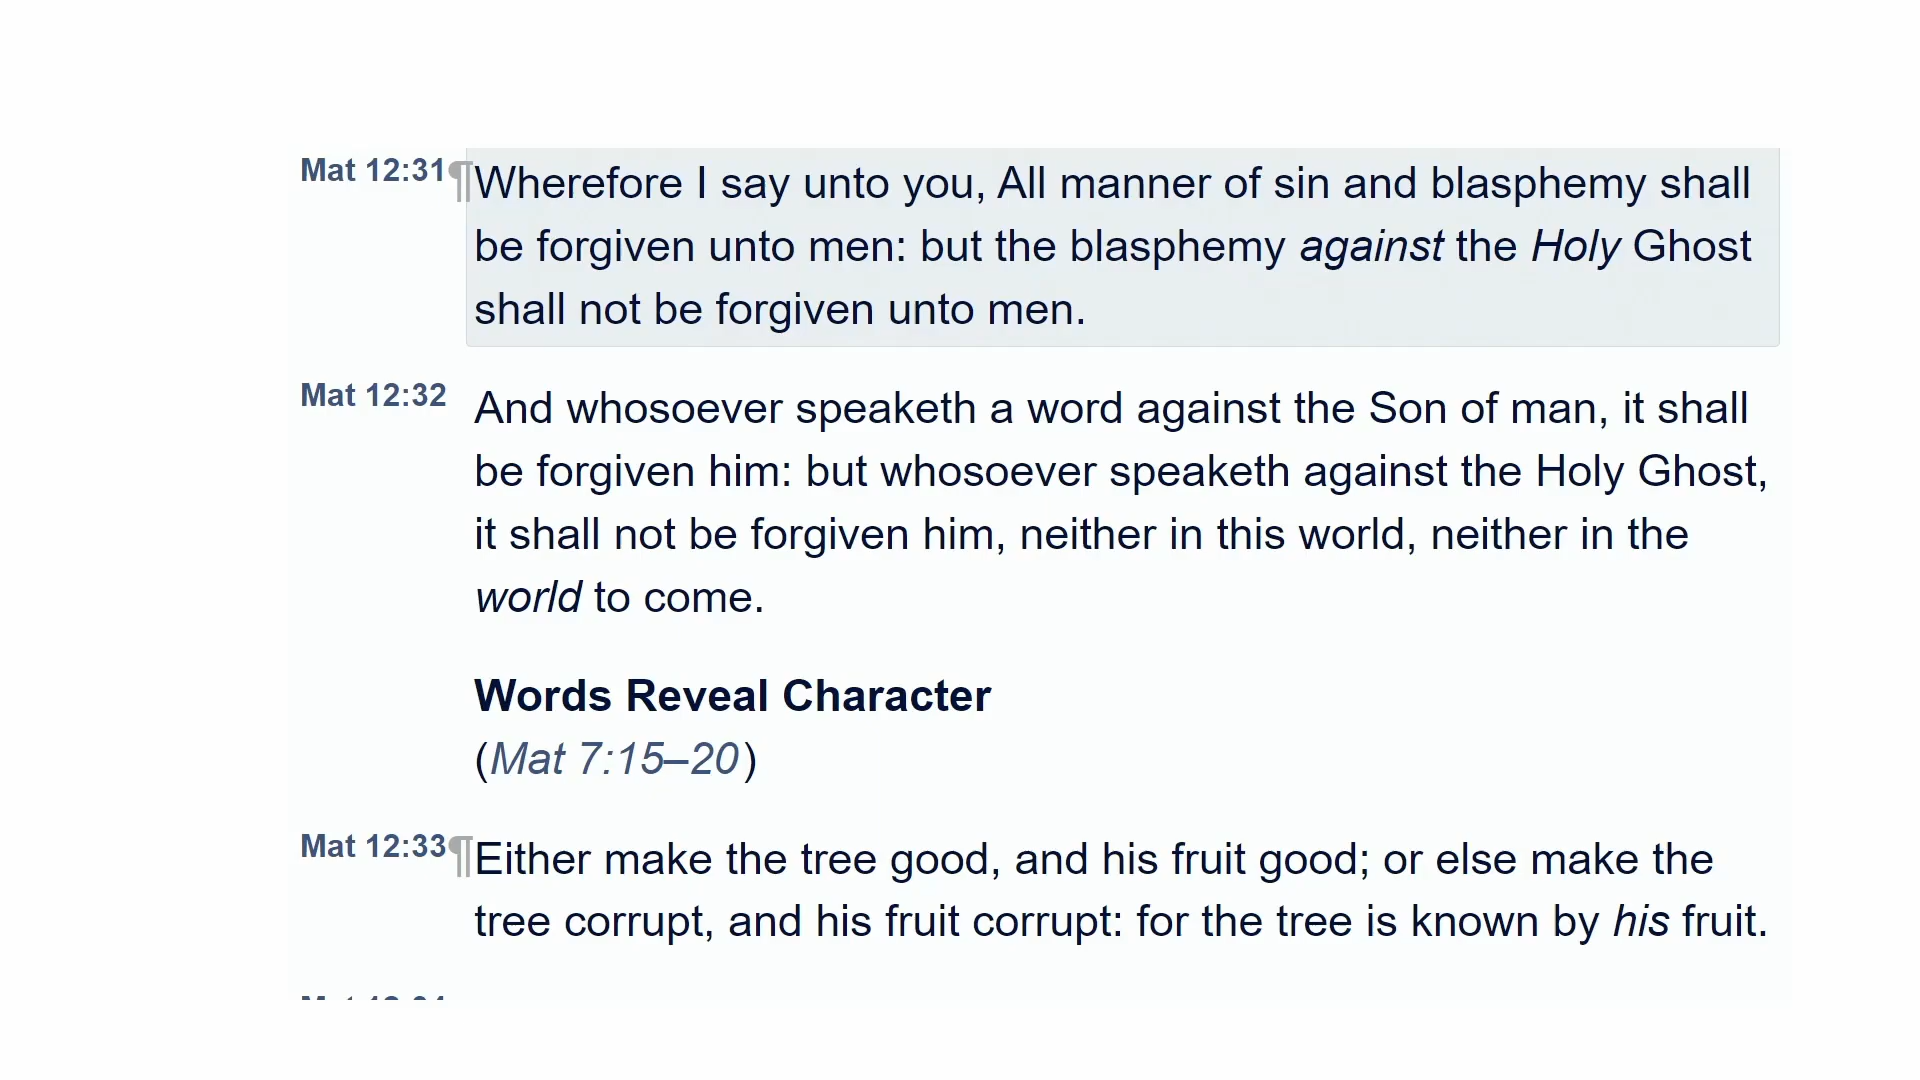 Mat 12:31 ¶ Wherefore I say unto you, All manner of sin and blasphemy shall
be forgiven unto men: but the blasphemy against the Holy Ghost
shall not be forgiven unto men.
Mat 12:32 And whosoever speaketh a word against the Son of man, it shall
be forgiven him: but whosoever speaketh against the Holy Ghost,
it shall not be forgiven him, neither in this world, neither in the
world to come.
Words Reveal Character
(Mat 7:15–20)
Mat 12:33 ¶ Either make the tree good, and his fruit good; or else make the
tree corrupt, and his fruit corrupt: for the tree is known by his fruit.